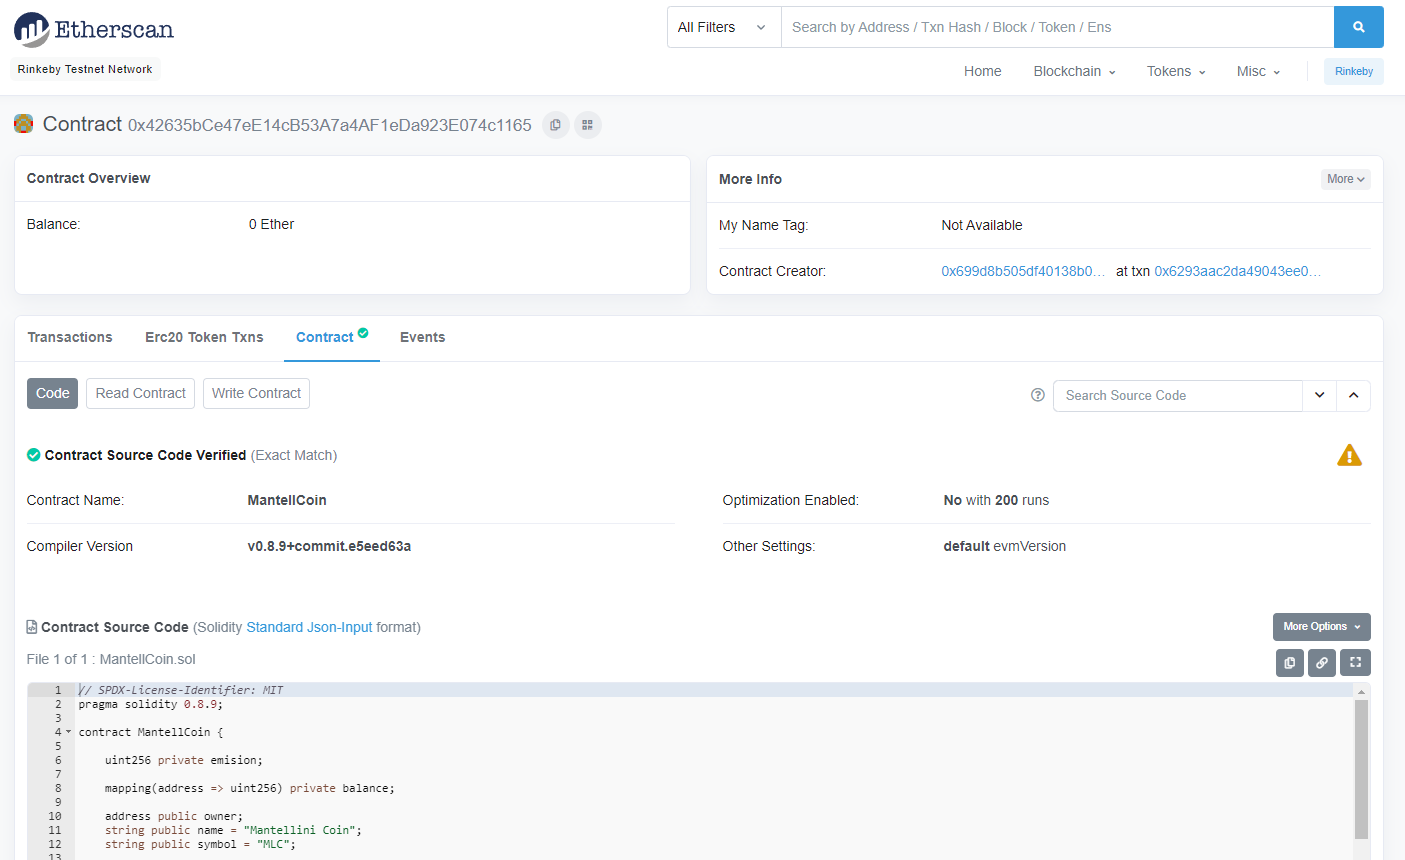 Etherscan
All Filters
Search by Address / Txn Hash / Block / Token / Ens
Rinkeby Testnet Network
Home
Blockchain
Tokens
Misc
Rinkeby
Contract 0x42635bCe47eE14cB53A7a4AF1eDa923E074c1165
Contract Overview
Balance:
0 Ether
More Info
More
My Name Tag:
Not Available
Contract Creator:
0x699d8b505df40138b0... at txn 0x6293aac2da49043ee0...
Transactions
Erc20 Token Txns
Contract
Events
Code
Read Contract
Write Contract
Search Source Code
Contract Source Code Verified (Exact Match)
Contract Name:
MantellCoin
Optimization Enabled:
No with 200 runs
Compiler Version
v0.8.9+commit.e5eed63a
Other Settings:
default evmVersion
Contract Source Code (Solidity Standard Json-Input format)
More Options
File 1 of 1 : MantellCoin.sol
1 // SPDX-License-Identifier: MIT
2 pragma solidity 0.8.9;
3
4 contract MantellCoin {
5
6 uint256 private emision;
7
8 mapping(address => uint256) private balance;
9
10 address public owner;
11 string public name = "Mantellini Coin";
12 string public symbol = "MLC";
13